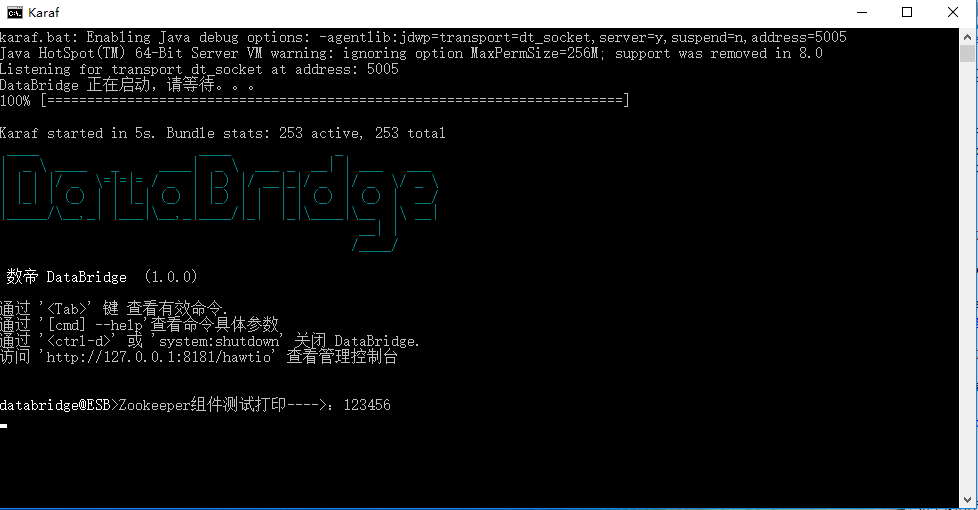 Karaf
karaf.bat: Enabling Java debug options: -agentlib:jdwp=transport=dt_socket,server=y,suspend=n,address=5005
Java HotSpot(TM) 64-Bit Server VM warning: ignoring option MaxPermSize=256M; support was removed in 8.0
Listening for transport dt_socket at address: 5005
DataBridge 正在启动，请等待。。。
100% [========================================================================]
Karaf started in 5s. Bundle stats: 253 active, 253 total
DataBridge
数帝 DataBridge （1.0.0)
通过 '<Tab>' 键 查看有效命令.
通过 '[cmd] --help'查看命令具体参数
通过 '<ctrl-d>' 或 'system:shutdown' 关闭 DataBridge.
访问 'http://127.0.0.1:8181/hawtio' 查看管理控制台
databridge@ESB>Zookeeper组件测试打印---->：123456